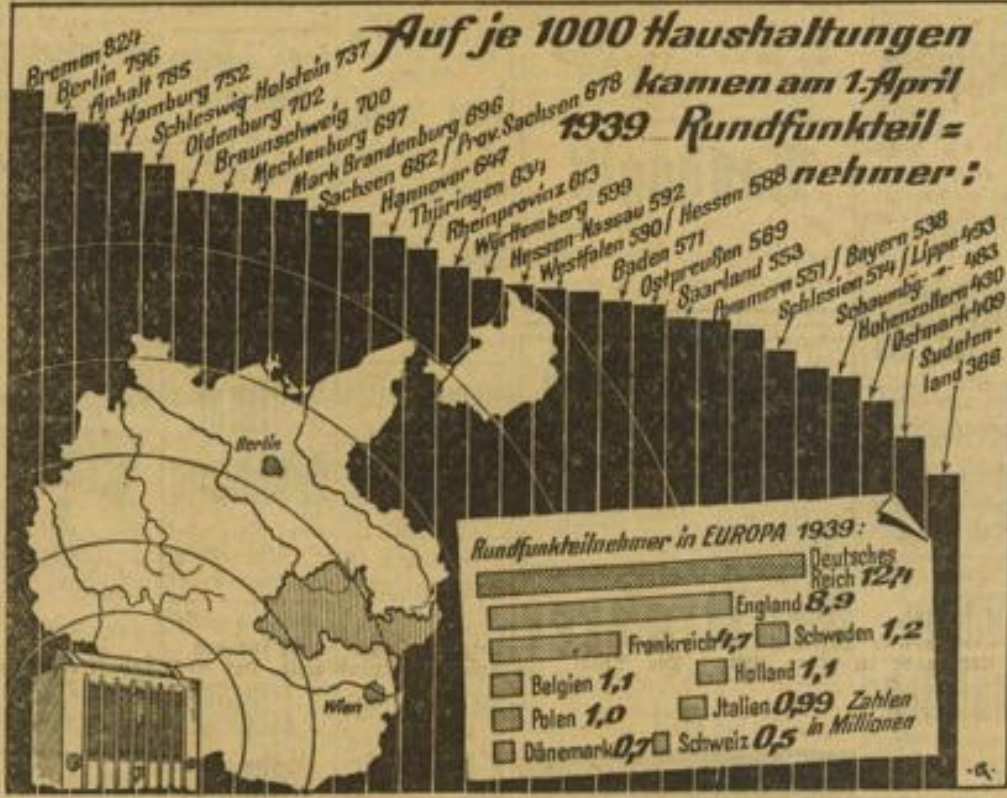 Auf je 1000 Haushaltungen
kamen am 1. April
1939 Rundfunkteil=
nehmer:
Bremen 824
Berlin 796
Anhalt 785
Hamburg 752
Schleswig-Holstein 737
Oldenburg 702
Braunschweig 700
Mecklenburg 697
Mark Brandenburg 696
Sachsen 682 / Prov. Sachsen 678
Hannover 647
Thüringen 634
Rheinprovinz 613
Württemberg 599
Hessen-Nassau 592
Westfalen 590 / Hessen 588
Baden 571
Ostpreußen 569
Saarland 553
Pommern 551 / Bayern 538
Schlesien 514 / Lippe 493
Schaumbg.- " - 483
Hohenzollern
Ostmark 409
Sudeten-
land 366
Berlin
Wien
Rundfunkteilnehmer in EUROPA 1939:
Deutsches
Reich 12,4
England 8,9
Frankreich 4,7 Schweden 1,2
Belgien 1,1 Holland 1,1
Polen 1,0 Jtalien 0,99 Zahlen
Dänemark 0,7 Schweiz 0,5 in Millionen